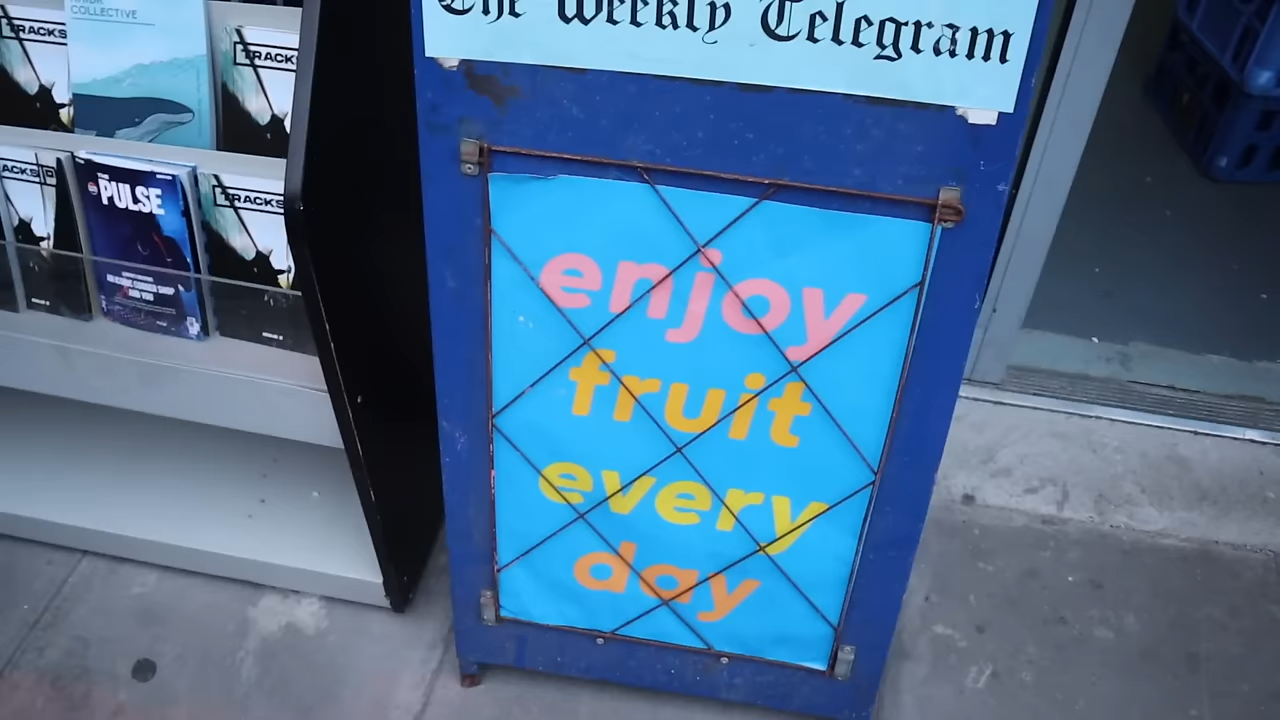 COLLECTIVE
TRACKS
TRACKS
The Weekly Telegram
TRACKS
PULSE
TRACKS
enjoy
fruit
every
day